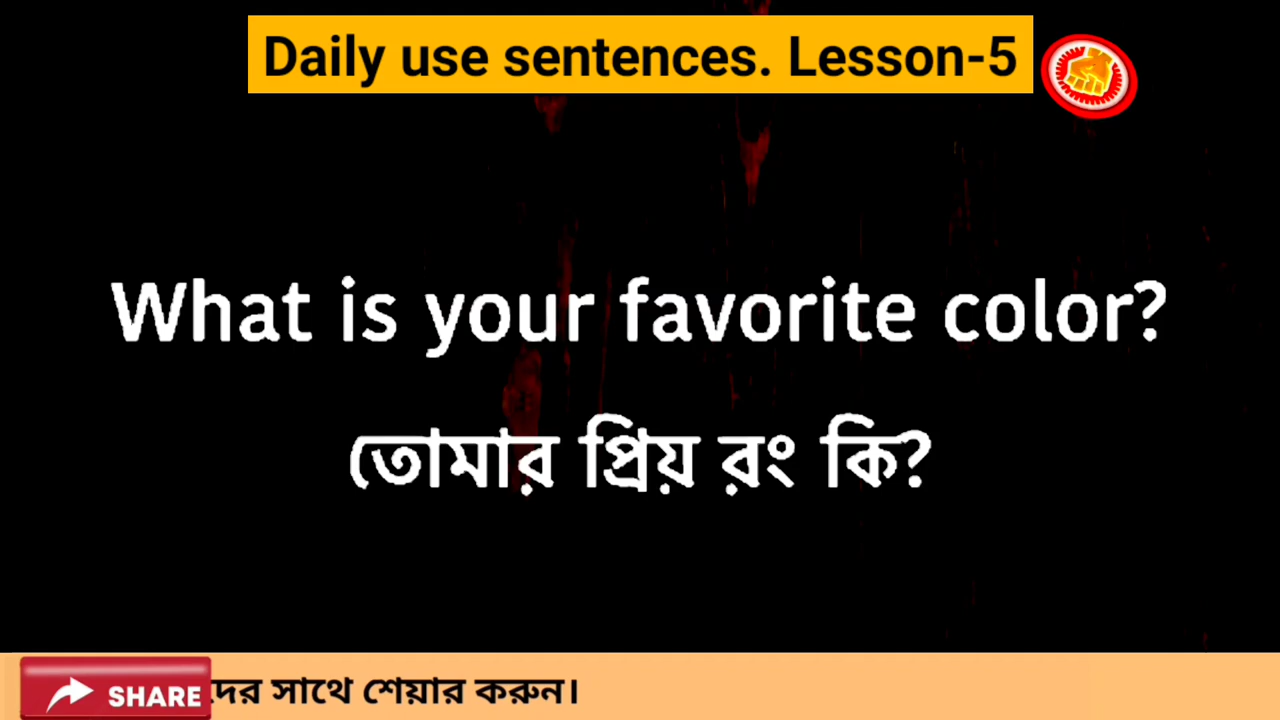 Daily use sentences. Lesson-5
What is your favorite color?
তোমার প্রিয় রং কি?
SHARE
সাথে শেয়ার করুন।